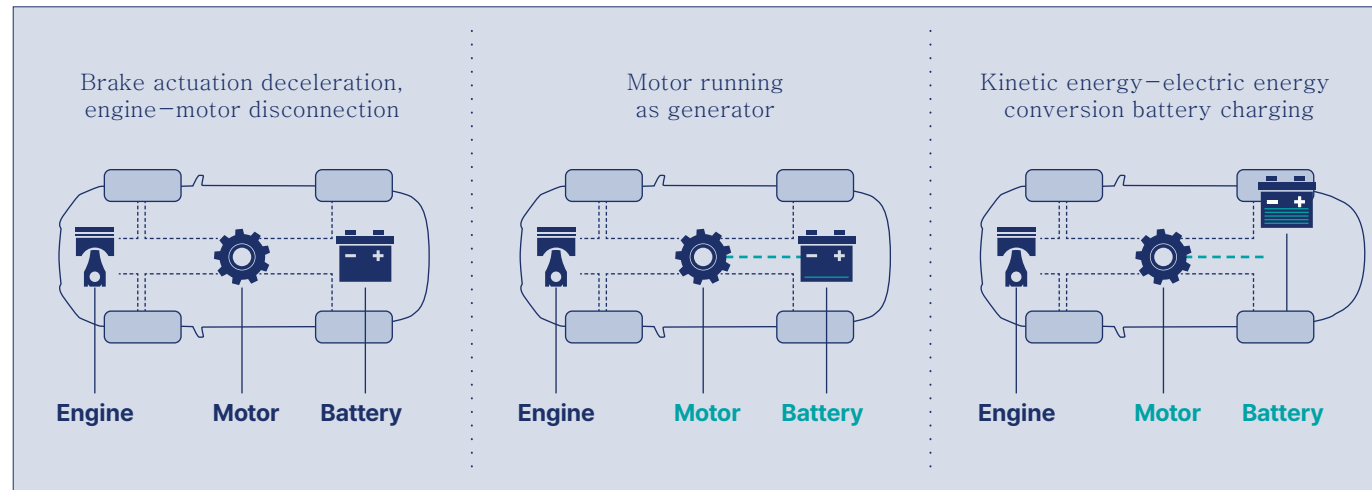 Brake actuation deceleration,
engine－motor disconnection
Engine
Motor
Battery
Motor running
as generator
Engine
Motor
Battery
Kinetic energy－electric energy
conversion battery charging
Engine
Motor
Battery